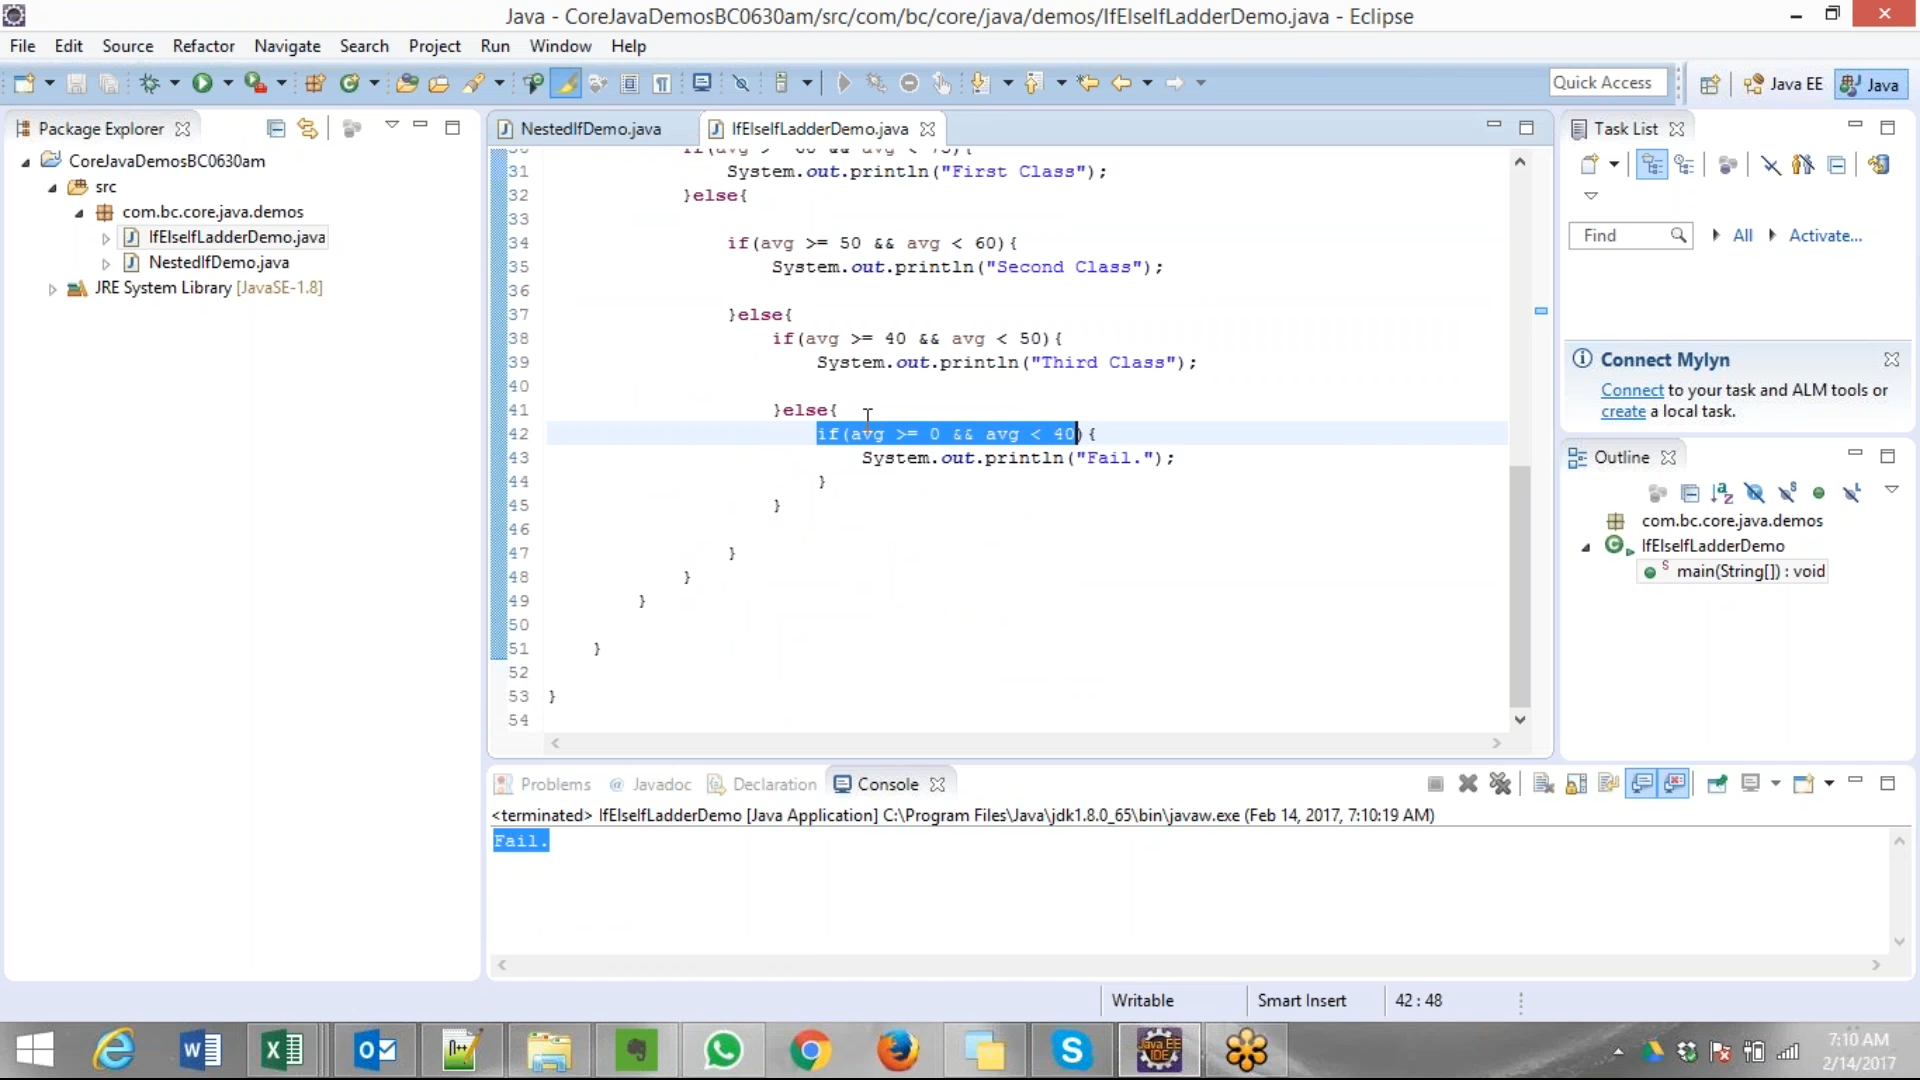 Java - CoreJavaDemosBC0630am/src/com/bc/core/java/demos/IfElseIfLadderDemo.java - Eclipse
File Edit Source Refactor Navigate Search Project Run Window Help
Quick Access Java EE Java
Package Explorer
CoreJavaDemosBC0630am
src
com.bc.core.java.demos
IfElseIfLadderDemo.java
NestedIfDemo.java
JRE System Library [JavaSE-1.8]
NestedIfDemo.java IfElseIfLadderDemo.java
31 System.out.println("First Class");
32 }else{
33
34 if(avg >= 50 && avg < 60){
35 System.out.println("Second Class");
36
37 }else{
38 if(avg >= 40 && avg < 50){
39 System.out.println("Third Class");
40
41 }else{
42 if(avg >= 0 && avg < 40){
43 System.out.println("Fail.");
44 }
45 }
46
47 }
48 }
49 }
50
51 }
52
53 }
54
Task List
Find All Activate...
Connect Mylyn
Connect to your task and ALM tools or
create a local task.
Outline
com.bc.core.java.demos
IfElseIfLadderDemo
main(String[]) : void
Problems Javadoc Declaration Console
<terminated> IfElseIfLadderDemo [Java Application] C:\Program Files\Java\jdk1.8.0_65\bin\javaw.exe (Feb 14, 2017, 7:10:19 AM)
Fail.
Writable Smart Insert 42 : 48
7:10 AM
2/14/2017